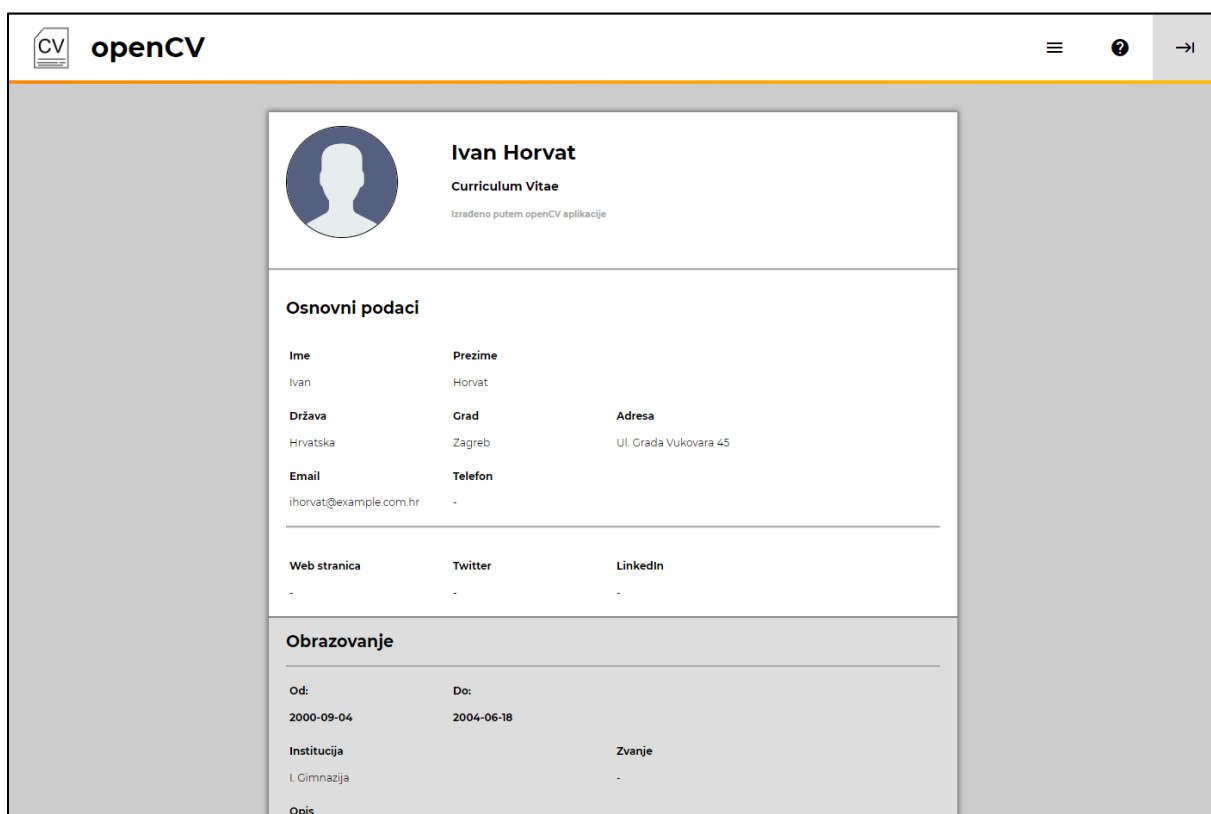 CV openCV
Ivan Horvat
Curriculum Vitae
Izrađeno putem openCV aplikacije
Osnovni podaci
Ime Prezime
Ivan Horvat
Država Grad Adresa
Hrvatska Zagreb Ul. Grada Vukovara 45
Email Telefon
ihorvat@example.com.hr -
Web stranica Twitter LinkedIn
- - -
Obrazovanje
Od: Do:
2000-09-04 2004-06-18
Institucija Zvanje
I. Gimnazija -
Opis